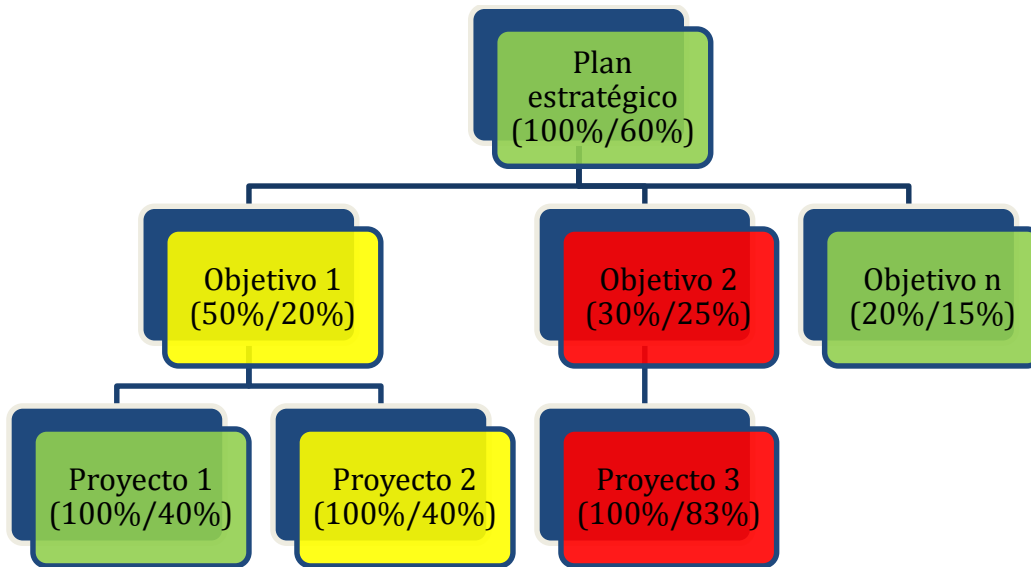 Plan
estratégico
(100%/60%)
Objetivo 1
(50%/20%)
Objetivo 2
(30%/25%)
Objetivo n
(20%/15%)
Proyecto 1
(100%/40%)
Proyecto 2
(100%/40%)
Proyecto 3
(100%/83%)